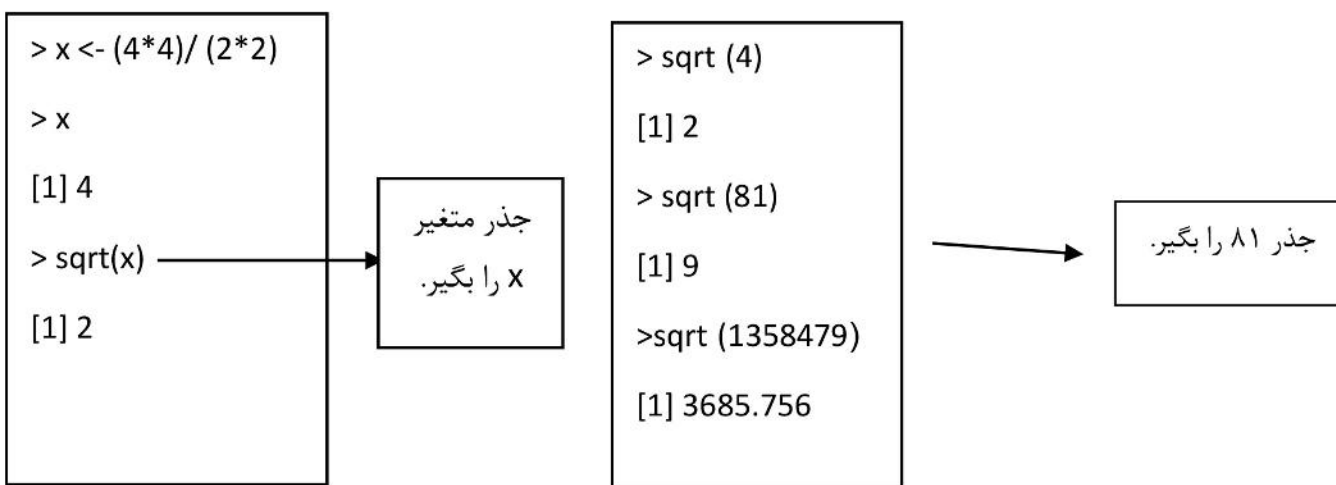 > x <- (4*4)/ (2*2)
> x
[1] 4
> sqrt(x)
[1] 2
جذر متغیر
x را بگیر.
> sqrt (4)
[1] 2
> sqrt (81)
[1] 9
>sqrt (1358479)
[1] 3685.756
جذر ۸۱ را بگیر.